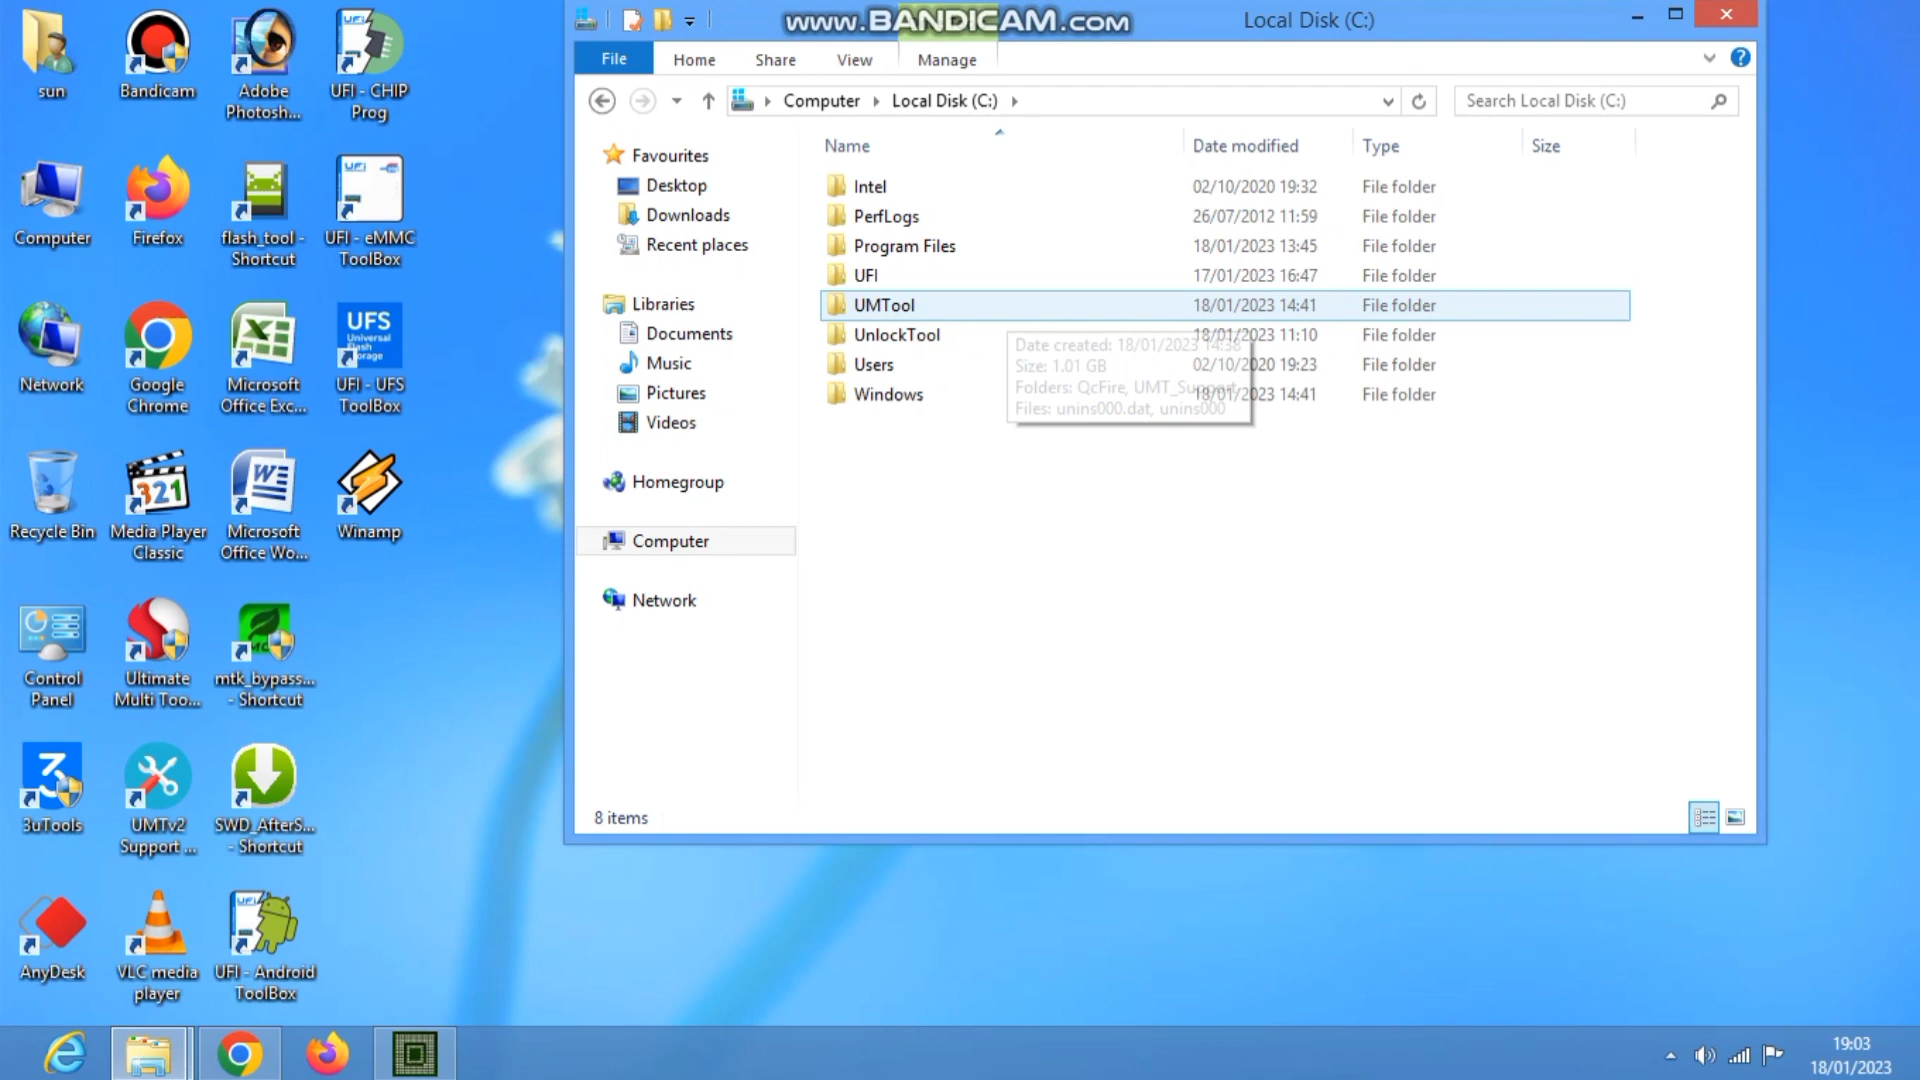 sun
Bandicam
Adobe
Photosh...
UFI - CHIP
Prog
Computer
Firefox
flash_tool -
Shortcut
UFI - eMMC
ToolBox
Network
Google
Chrome
Microsoft
Office Exc...
UFS
Universal
Flash
Storage
UFI - UFS
ToolBox
Recycle Bin
321
Media Player
Classic
Microsoft
Office Wo...
Winamp
Control
Panel
Ultimate
Multi Too...
mtk_bypass...
- Shortcut
3uTools
UMTv2
Support ...
SWD_AfterS...
- Shortcut
AnyDesk
VLC media
player
UFI - Android
ToolBox
www.BANDICAM.com
Local Disk (C:)
File
Home
Share
View
Manage
Computer
Local Disk (C:)
Search Local Disk (C:)
Favourites
Desktop
Downloads
Recent places
Libraries
Documents
Music
Pictures
Videos
Homegroup
Computer
Network
Name Date modified Type Size
Intel 02/10/2020 19:32 File folder
PerfLogs 26/07/2012 11:59 File folder
Program Files 18/01/2023 13:45 File folder
UFI 17/01/2023 16:47 File folder
UMTool 18/01/2023 14:41 File folder
UnlockTool 18/01/2023 11:10 File folder
Users 02/10/2020 19:23 File folder
Windows 18/01/2023 14:41 File folder
Date created: 18/01/2023 14:38
Size: 1.01 GB
Folders: QcFire, UMT_Support
Files: unins000.dat, unins000
8 items
19:03
18/01/2023